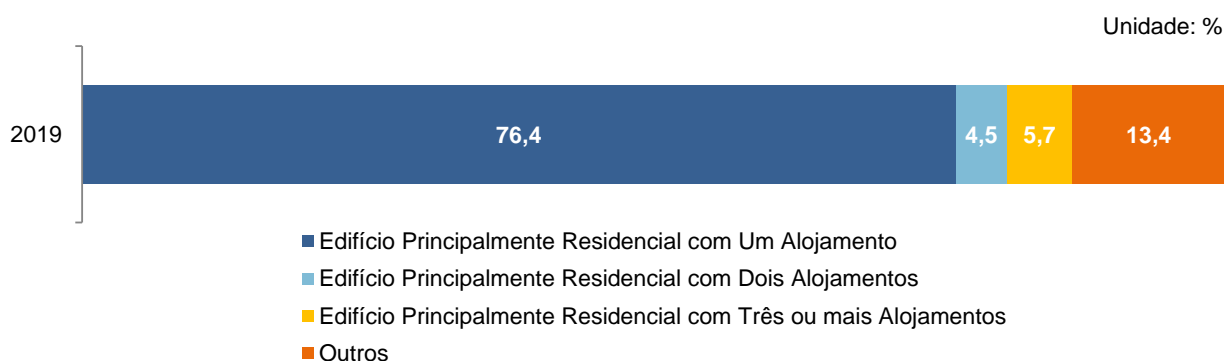 Unidade: %
2019
76,4 4,5 5,7 13,4
Edifício Principalmente Residencial com Um Alojamento
Edifício Principalmente Residencial com Dois Alojamentos
Edifício Principalmente Residencial com Três ou mais Alojamentos
Outros